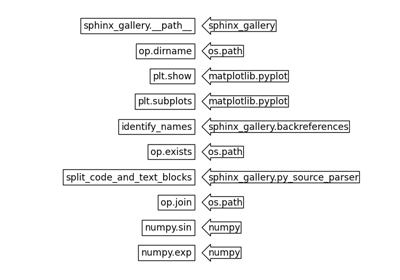 sphinx_gallery.__path__ sphinx_gallery
op.dirname os.path
plt.show matplotlib.pyplot
plt.subplots matplotlib.pyplot
identify_names sphinx_gallery.backreferences
op.exists os.path
split_code_and_text_blocks sphinx_gallery.py_source_parser
op.join os.path
numpy.sin numpy
numpy.exp numpy